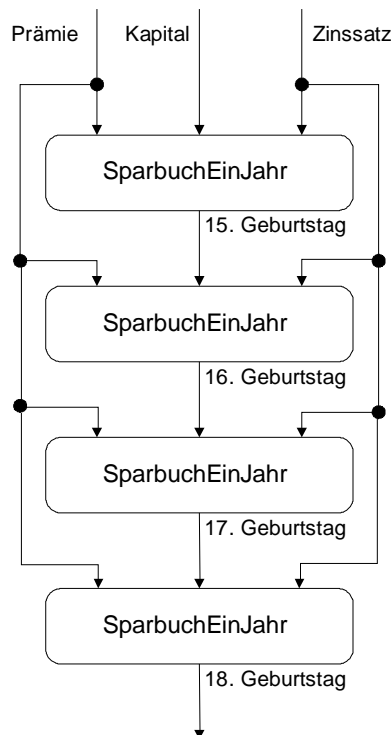 Prämie Kapital Zinssatz
SparbuchEinJahr
15. Geburtstag
SparbuchEinJahr
16. Geburtstag
SparbuchEinJahr
17. Geburtstag
SparbuchEinJahr
18. Geburtstag